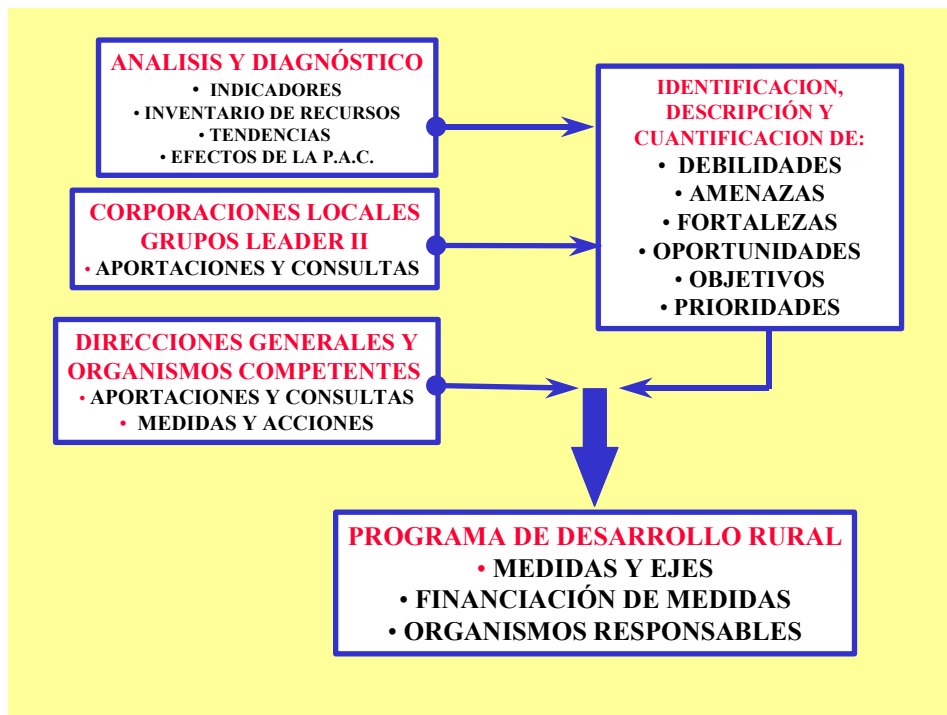 ANALISIS Y DIAGNÓSTICO
• INDICADORES
• INVENTARIO DE RECURSOS
• TENDENCIAS
• EFECTOS DE LA P.A.C.
CORPORACIONES LOCALES
GRUPOS LEADER II
• APORTACIONES Y CONSULTAS
DIRECCIONES GENERALES Y
ORGANISMOS COMPETENTES
• APORTACIONES Y CONSULTAS
• MEDIDAS Y ACCIONES
IDENTIFICACION,
DESCRIPCIÓN Y
CUANTIFICACION DE:
• DEBILIDADES
• AMENAZAS
• FORTALEZAS
• OPORTUNIDADES
• OBJETIVOS
• PRIORIDADES
PROGRAMA DE DESARROLLO RURAL
• MEDIDAS Y EJES
• FINANCIACIÓN DE MEDIDAS
• ORGANISMOS RESPONSABLES